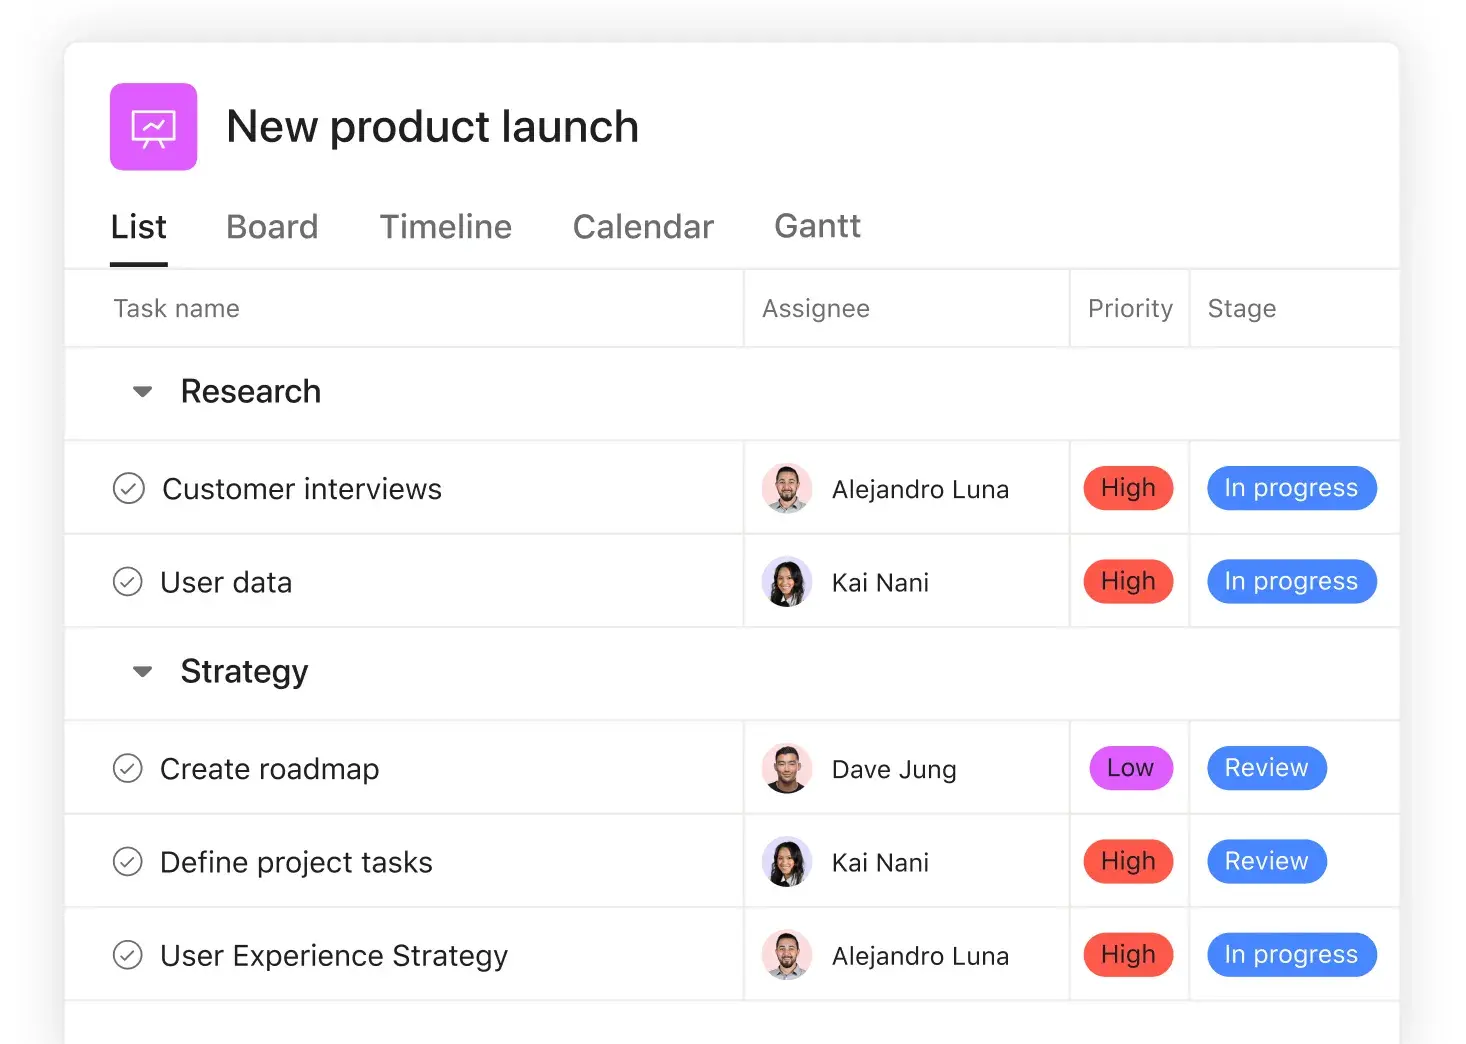 New product launch
List Board Timeline Calendar Gantt
Task name Assignee Priority Stage
Research
Customer interviews Alejandro Luna High In progress
User data Kai Nani High In progress
Strategy
Create roadmap Dave Jung Low Review
Define project tasks Kai Nani High Review
User Experience Strategy Alejandro Luna High In progress